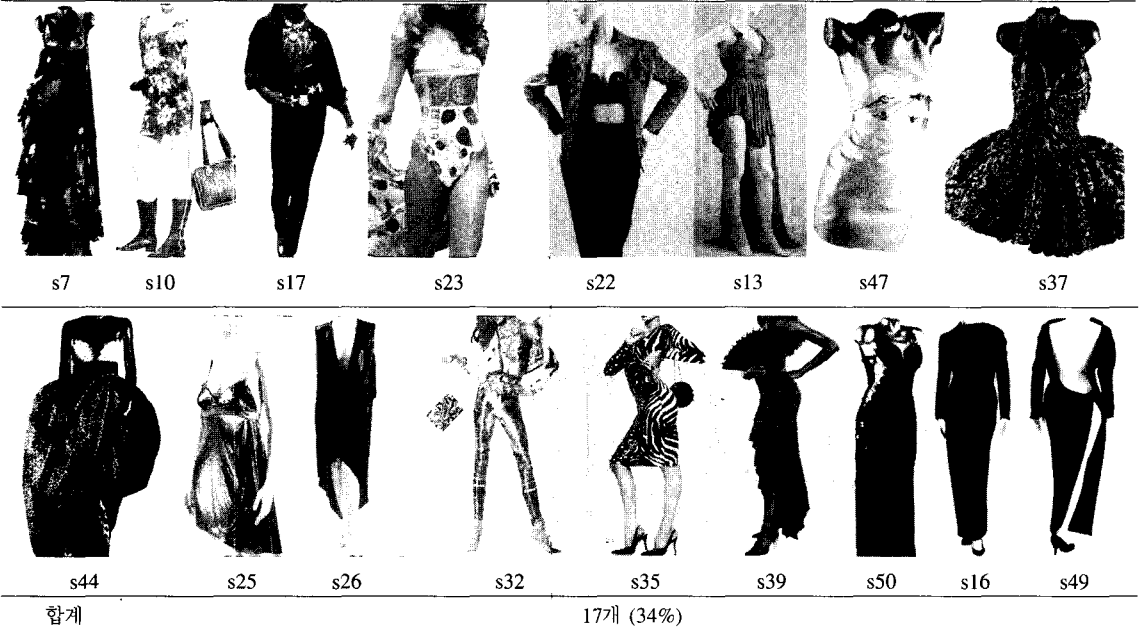 s7 s10 s17 s23 s22 s13 s47 s37
s44 s25 s26 s32 s35 s39 s50 s16 s49
합계 17개 (34%)